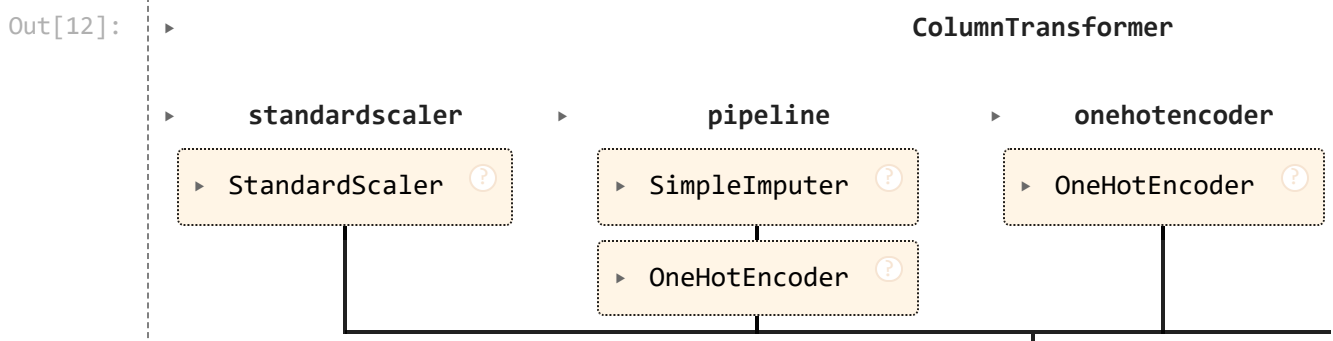 Out[12]:
ColumnTransformer
standardscaler pipeline onehotencoder
StandardScaler ? SimpleImputer ? OneHotEncoder ?
OneHotEncoder ?